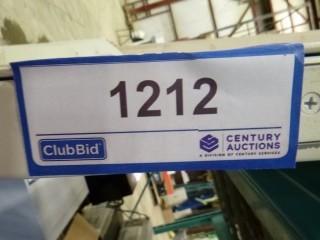 1212
ClubBid
CENTURY
AUCTIONS
A DIVISION OF CENTURY SERVICES